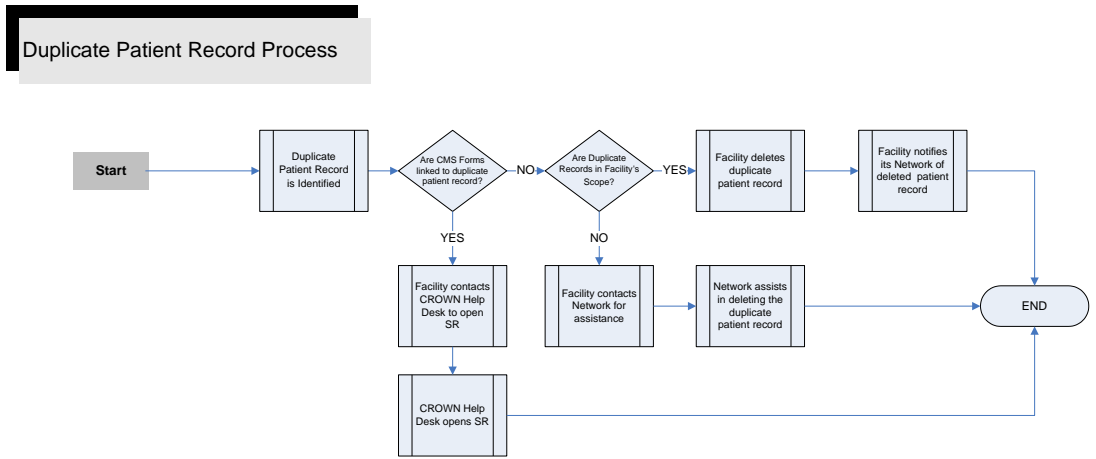 Duplicate Patient Record Process
Start
Duplicate
Patient Record
is Identified
Are CMS Forms
linked to duplicate
patient record?
NO
Are Duplicate
Records in Facility's
Scope?
YES
Facility deletes
duplicate
patient record
Facility notifies
its Network of
deleted patient
record
YES
NO
Facility contacts
CROWN Help
Desk to open
SR
Facility contacts
Network for
assistance
Network assists
in deleting the
duplicate
patient record
END
CROWN Help
Desk opens SR